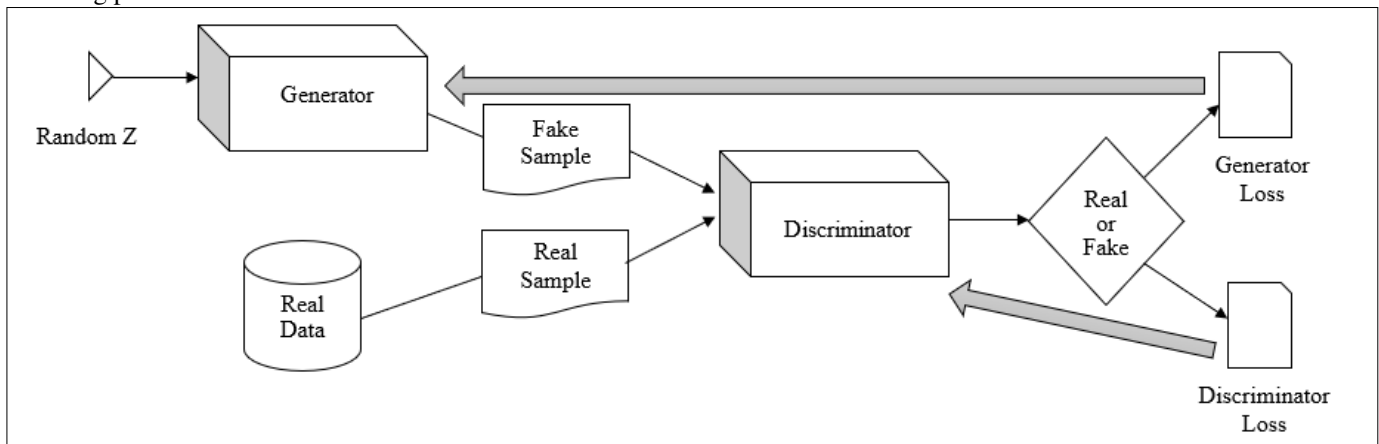 Generator
Random Z
Fake
Sample
Generator
Loss
Real
or
Fake
Discriminator
Real
Sample
Real
Data
Discriminator
Loss